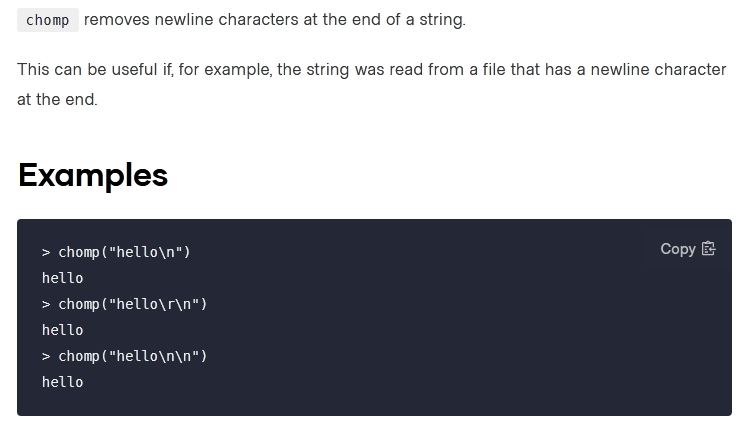 chomp removes newline characters at the end of a string.
This can be useful if, for example, the string was read from a file that has a newline character
at the end.
Examples
Copy
> chomp("hello\n")
hello
> chomp("hello\r\n")
hello
> chomp("hello\n\n")
hello